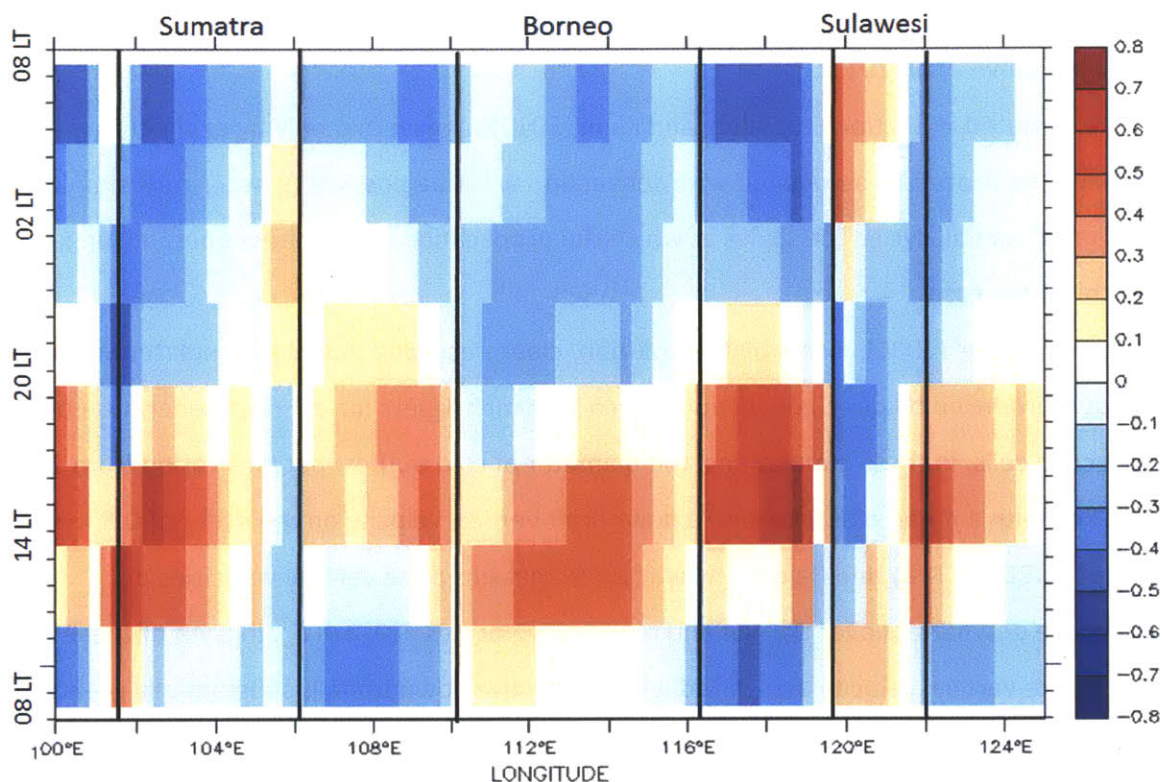 Sumatra Borneo Sulawesi
08 LT
02 LT
20 LT
14 LT
08 LT
100°E 104°E 108°E 112°E 116°E 120°E 124°E
LONGITUDE
0.8
0.7
0.6
0.5
0.4
0.3
0.2
0.1
0
−0.1
−0.2
−0.3
−0.4
−0.5
−0.6
−0.7
−0.8